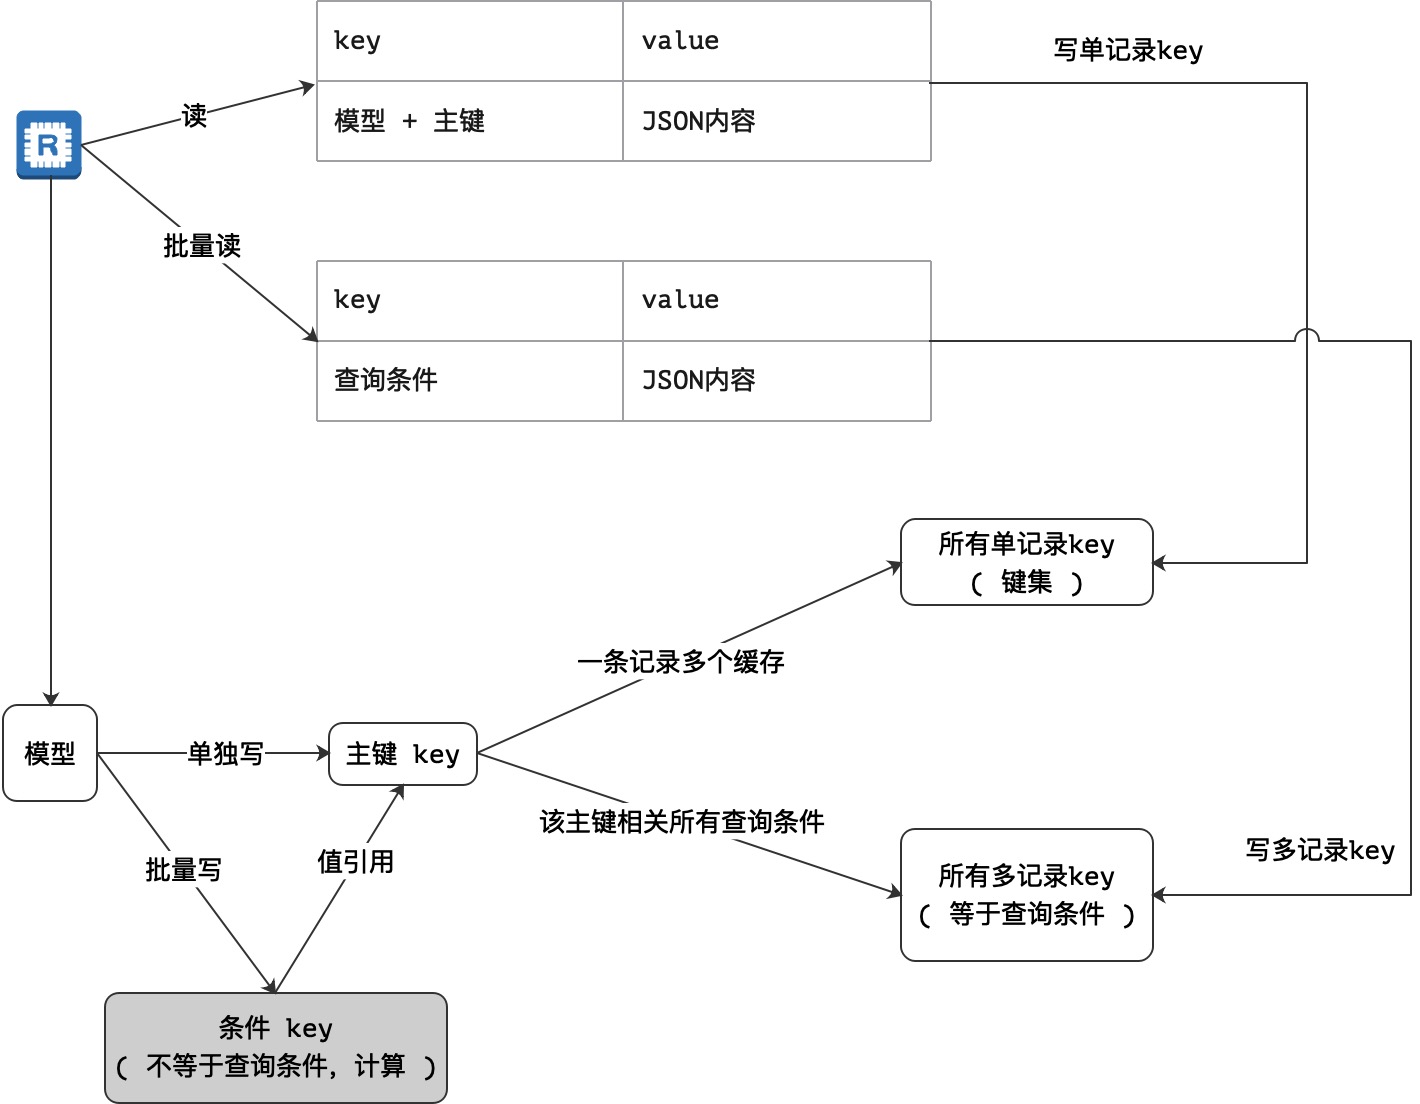 key
value
写单记录key
读
模型 + 主键
JSON内容
R
批量读
key
value
查询条件
JSON内容
所有单记录key
( 键集 )
一条记录多个缓存
模型
单独写
主键 key
该主键相关所有查询条件
批量写
值引用
写多记录key
所有多记录key
( 等于查询条件 )
条件 key
( 不等于查询条件, 计算 )